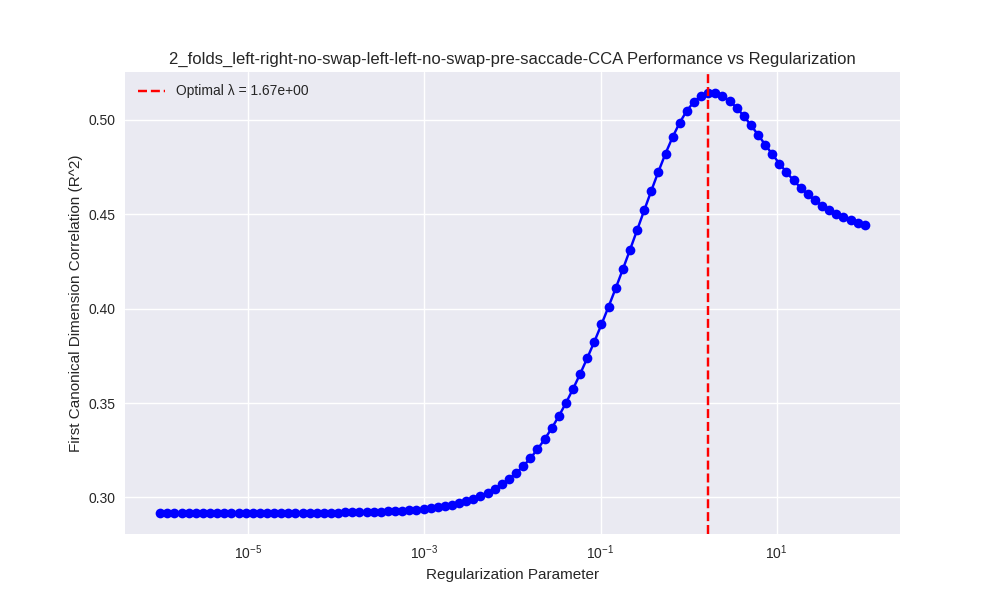 2_folds_left-right-no-swap-left-left-no-swap-pre-saccade-CCA Performance vs Regularization
Optimal λ = 1.67e+00
First Canonical Dimension Correlation (R^2)
0.50
0.45
0.40
0.35
0.30
10⁻⁵
10⁻³
10⁻¹
10¹
Regularization Parameter